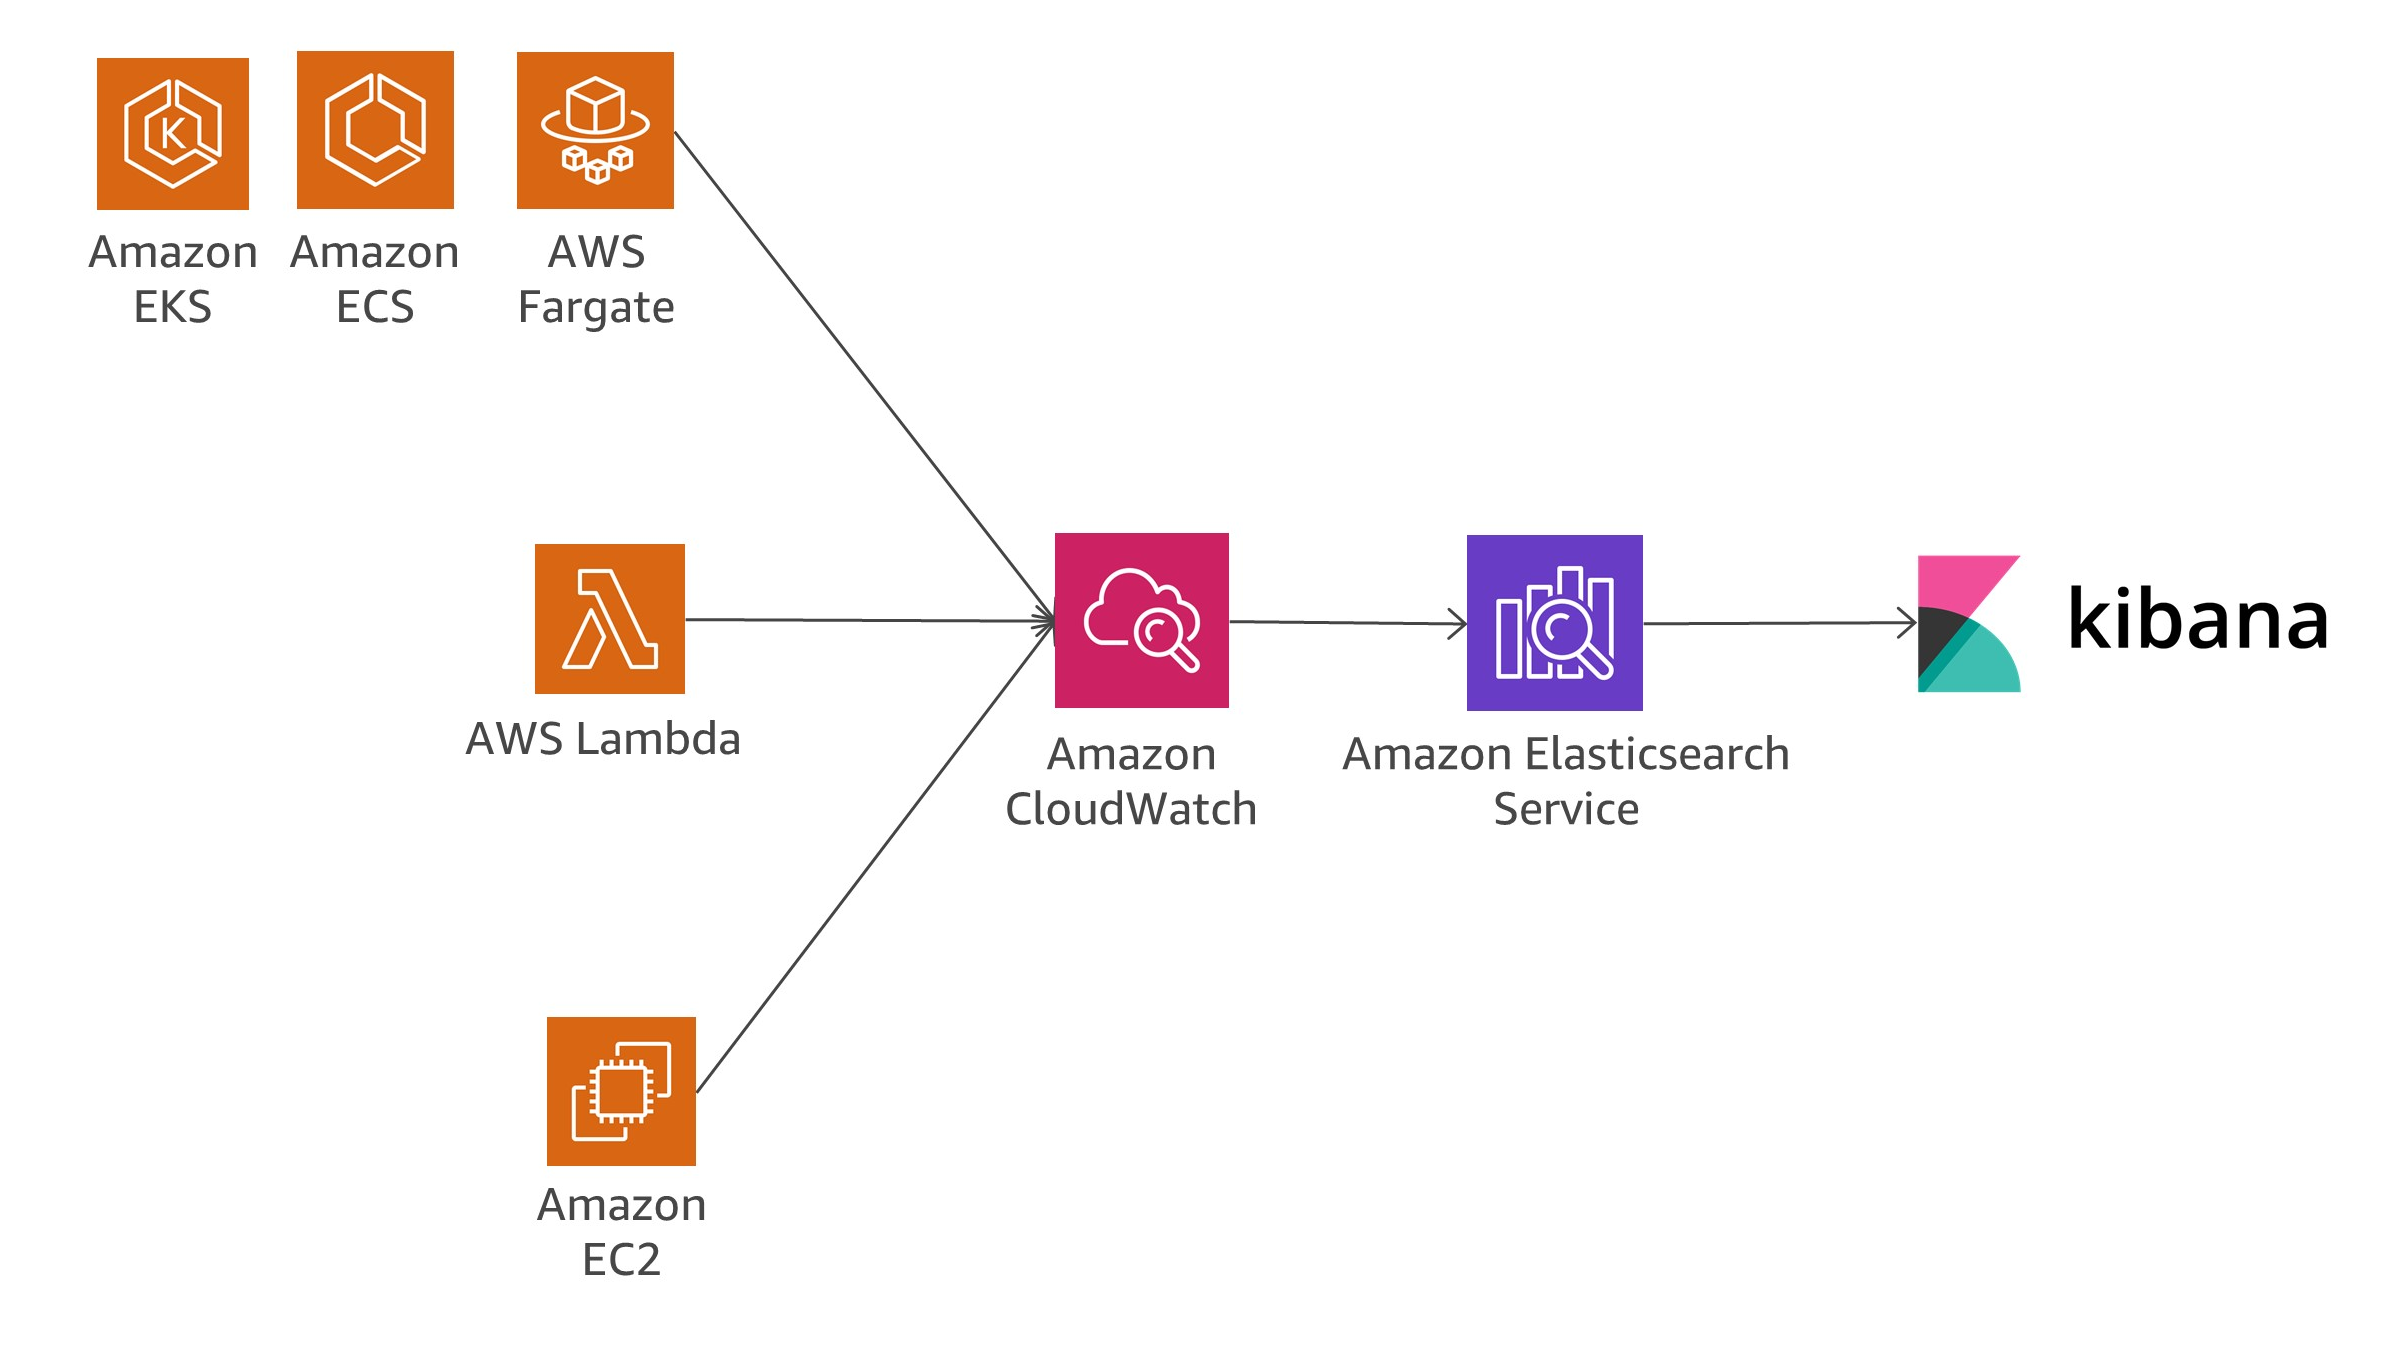 K
Amazon
EKS
Amazon
ECS
AWS
Fargate
AWS Lambda
Amazon
CloudWatch
Amazon Elasticsearch
Service
kibana
Amazon
EC2